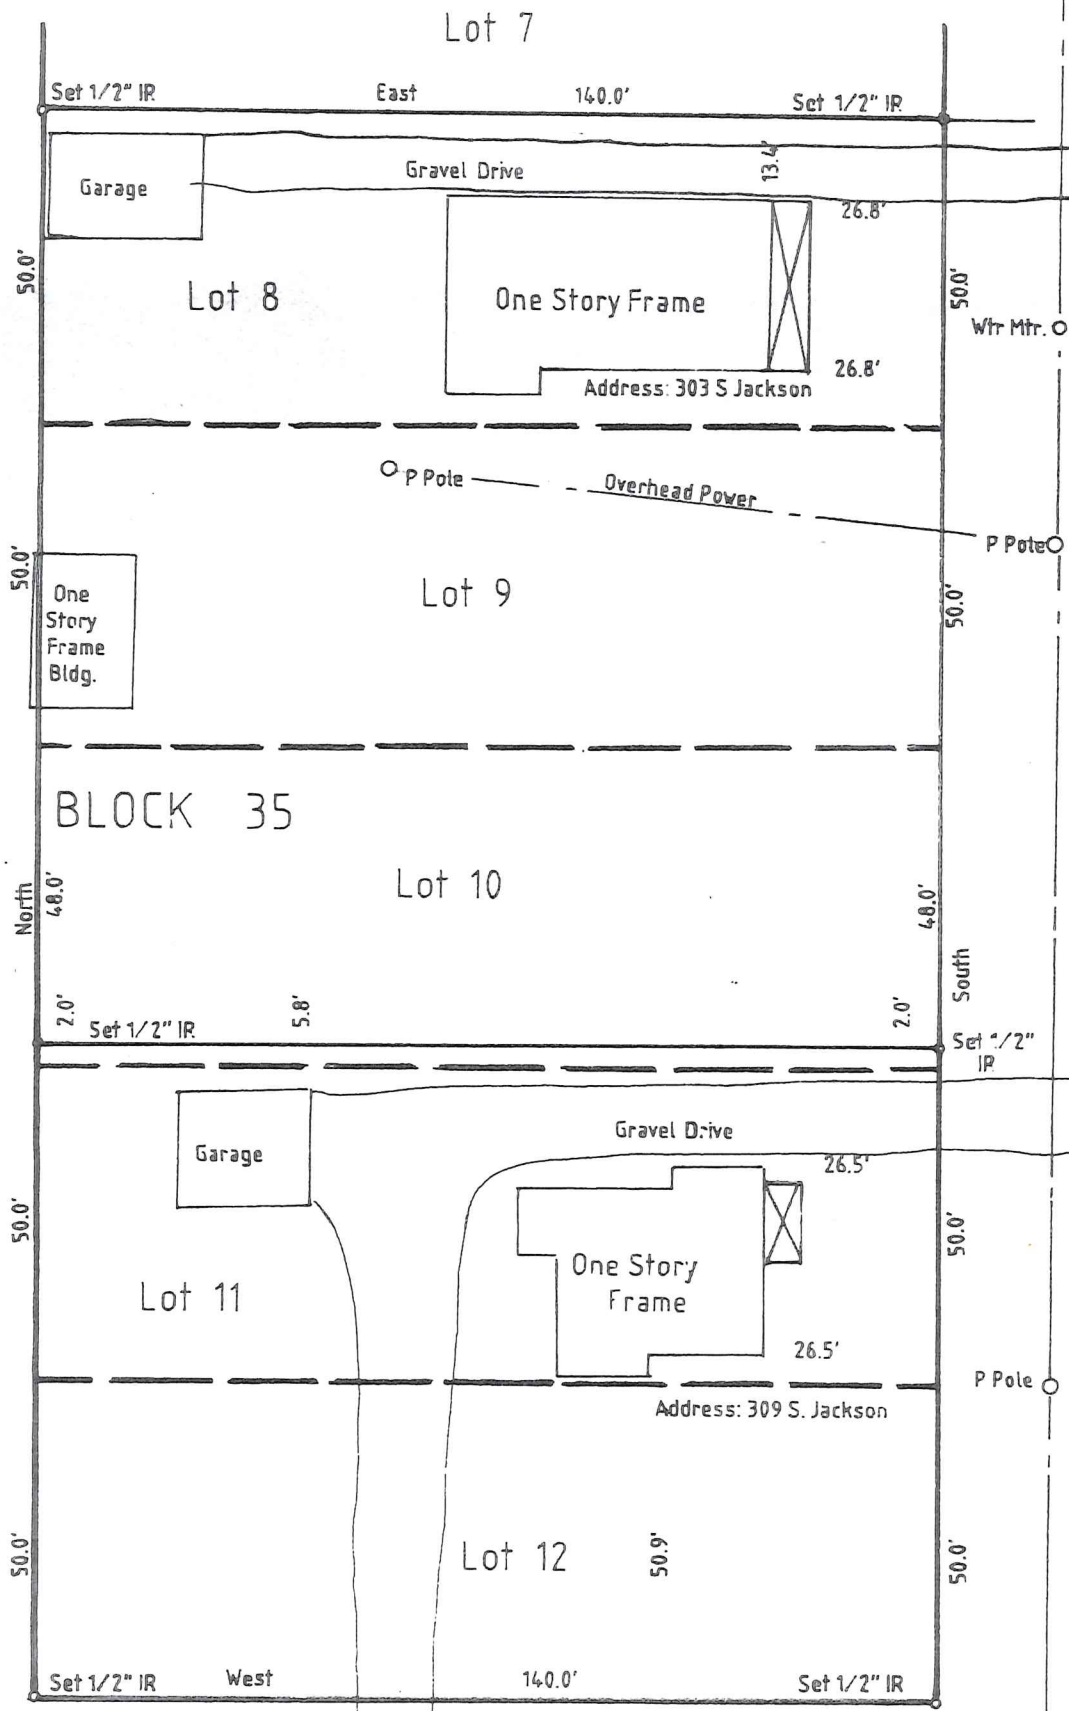 Lot 7
Set 1/2" IR
East
140.0'
Set 1/2" IR
Garage
Gravel Drive
13.4'
26.8'
50.0'
Lot 8
One Story Frame
50.0'
Wtr Mtr.
26.8'
Address: 303 S Jackson
P Pole
Overhead Power
P Pole
50.0'
One
Story
Frame
Bldg.
Lot 9
50.0'
BLOCK 35
Lot 10
North
48.0'
48.0'
South
2.0'
Set 1/2" IR
5.8'
2.0'
Set 1/2"
IR
Garage
Gravel Drive
26.5'
50.0'
50.0'
One Story
Frame
Lot 11
26.5'
P Pole
Address: 309 S. Jackson
50.0'
Lot 12
50.9'
50.0'
Set 1/2" IR
West
140.0'
Set 1/2" IR